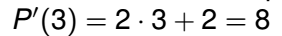 P′(3) = 2 · 3 + 2 = 8